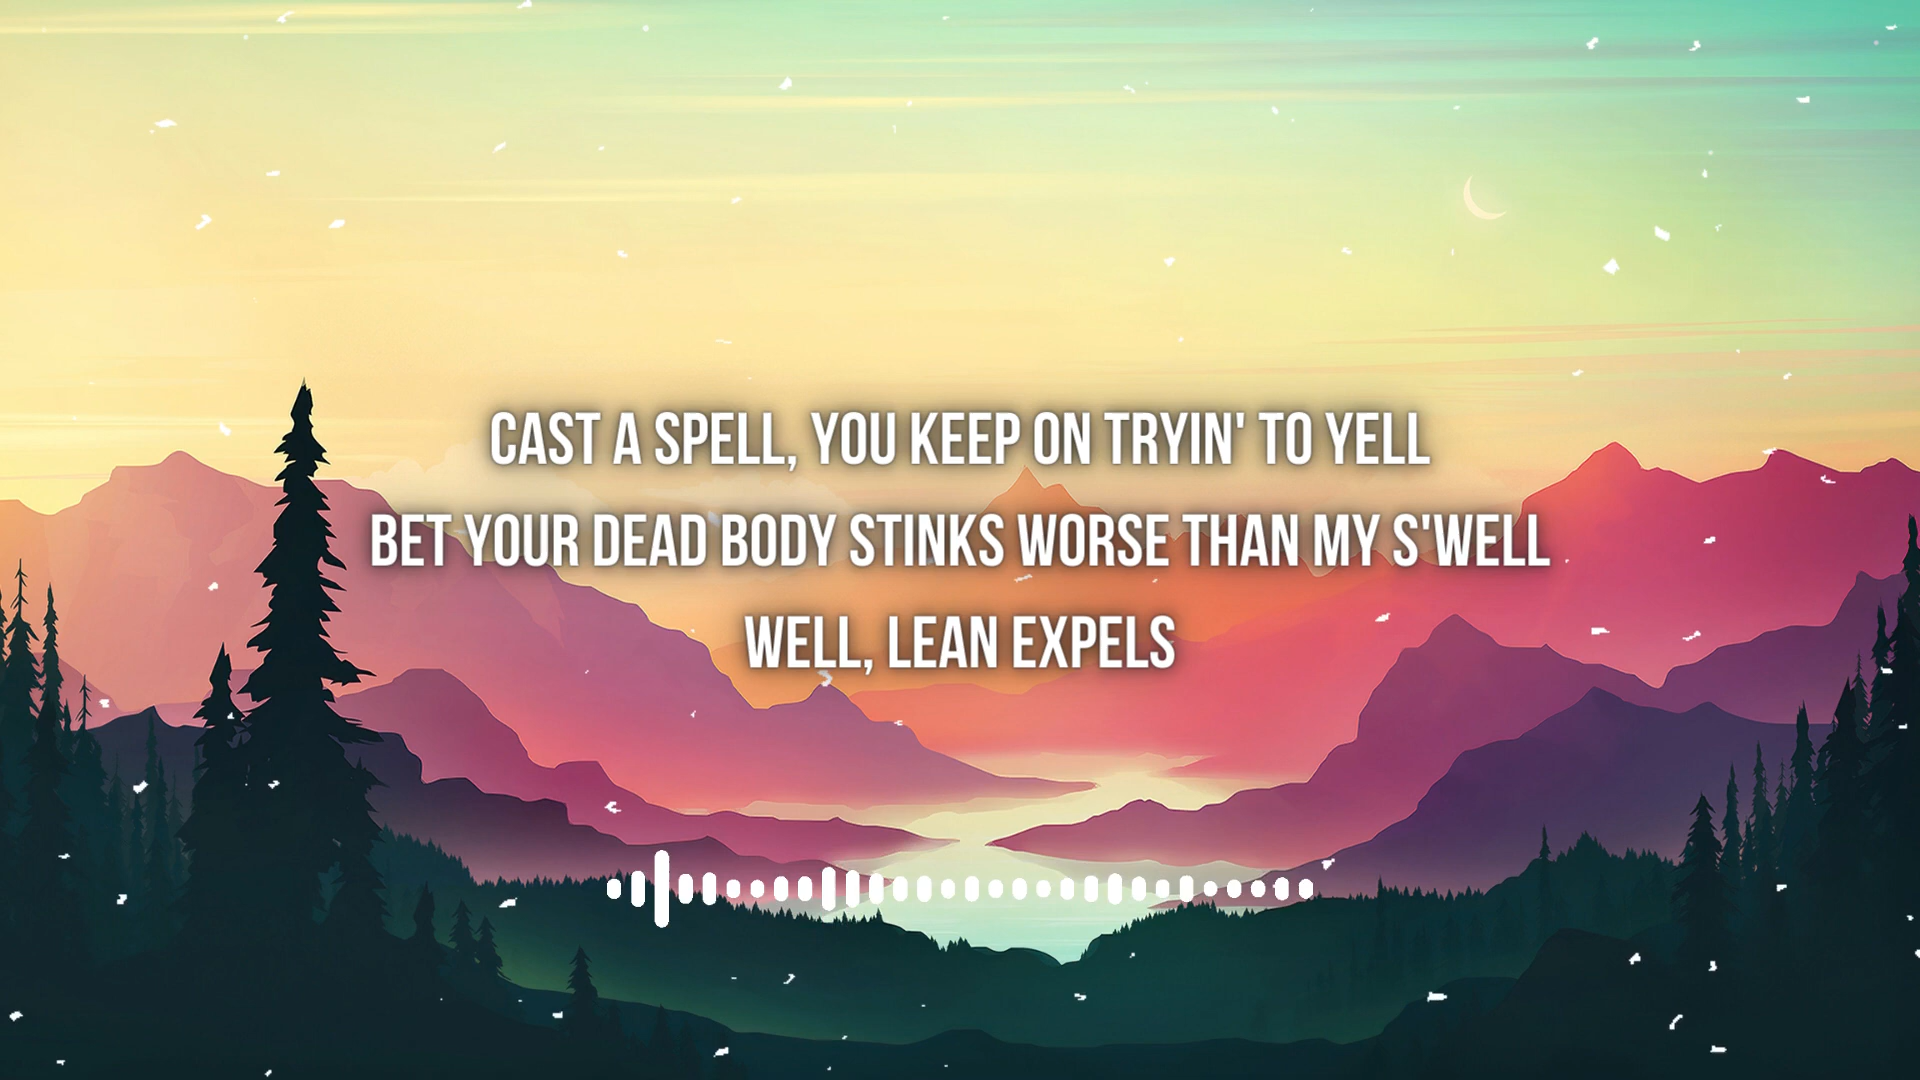 CAST A SPELL, YOU KEEP ON TRYIN' TO YELL
BET YOUR DEAD BODY STINKS WORSE THAN MY S'WELL
WELL, LEAN EXPELS